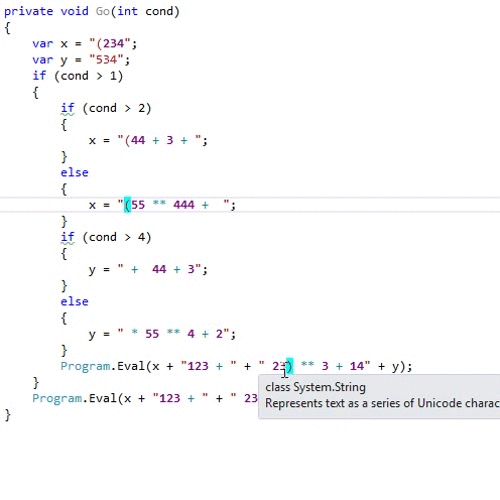 private void Go(int cond)
{
var x = "(234";
var y = "534";
if (cond > 1)
{
if (cond > 2)
{
x = "(44 + 3 + ";
}
else
{
x = "(55 ** 444 +  ";
}
if (cond > 4)
{
y = " +  44 + 3";
}
else
{
y = " * 55 ** 4 + 2";
}
Program.Eval(x + "123 + " + " 23) ** 3 + 14" + y);
}
Program.Eval(x + "123 + " + " 23
}
class System.String
Represents text as a series of Unicode charac